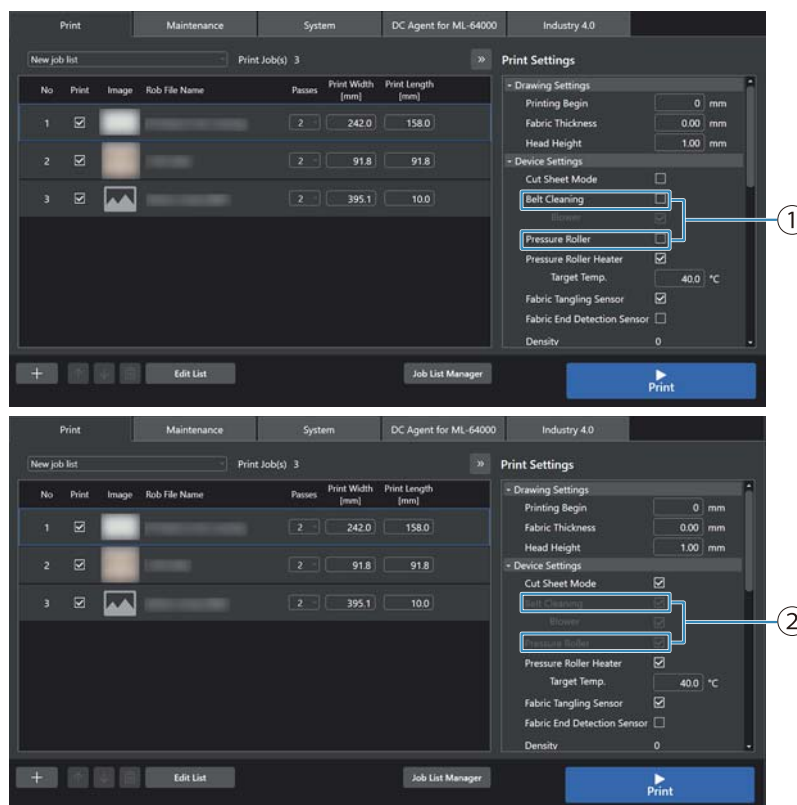 Print Maintenance System DC Agent for ML-64000 Industry 4.0
New job list Print Job(s) 3 » Print Settings
No Print Image Rob File Name Passes Print Width [mm] Print Length [mm]
1 2 242.0 158.0
2 2 91.8 91.8
3 2 395.1 10.0
Drawing Settings
Printing Begin 0 mm
Fabric Thickness 0.00 mm
Head Height 1.00 mm
Device Settings
Cut Sheet Mode
Belt Cleaning
Blower
Pressure Roller
Pressure Roller Heater
Target Temp. 40.0 °C
Fabric Tangling Sensor
Fabric End Detection Sensor
Density 0
1
+ Edit List Job List Manager Print
Print Maintenance System DC Agent for ML-64000 Industry 4.0
New job list Print Job(s) 3 » Print Settings
No Print Image Rob File Name Passes Print Width [mm] Print Length [mm]
1 2 242.0 158.0
2 2 91.8 91.8
3 2 395.1 10.0
Drawing Settings
Printing Begin 0 mm
Fabric Thickness 0.00 mm
Head Height 1.00 mm
Device Settings
Cut Sheet Mode
Belt Cleaning
Blower
Pressure Roller
Pressure Roller Heater
Target Temp. 40.0 °C
Fabric Tangling Sensor
Fabric End Detection Sensor
Density 0
2
+ Edit List Job List Manager Print